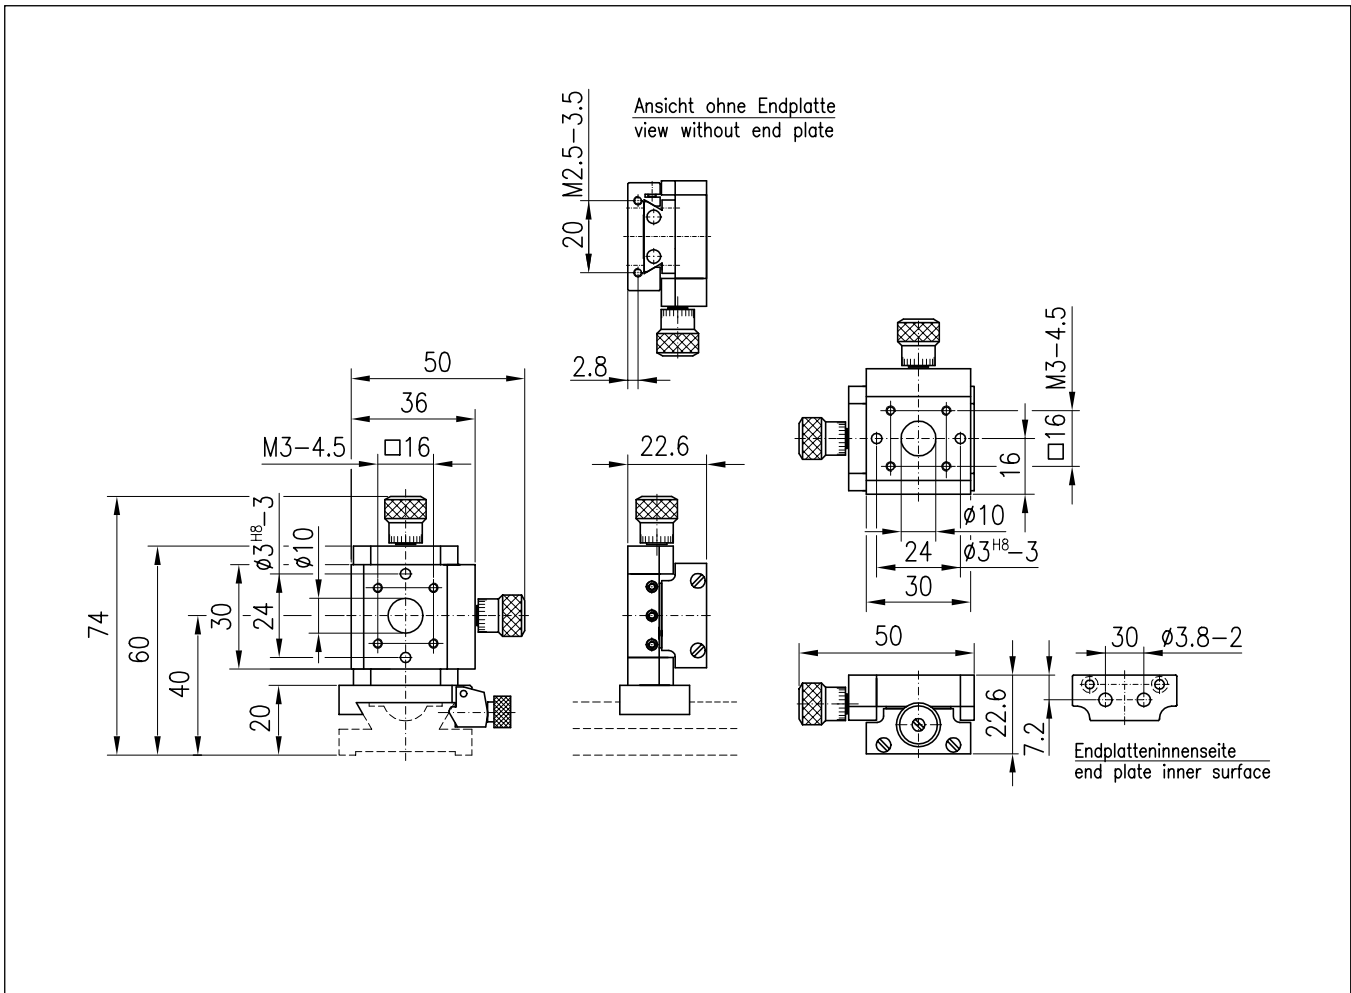 Ansicht ohne Endplatte
view without end plate
M2.5-3.5
20
2.8
50
36
M3-4.5
□16
ø3H8-3
ø10
74
60
40
30
24
20
22.6
M3-4.5
□16
16
ø10
24
ø3H8-3
30
50
22.6
7.2
30
ø3.8-2
Endplatteninnenseite
end plate inner surface